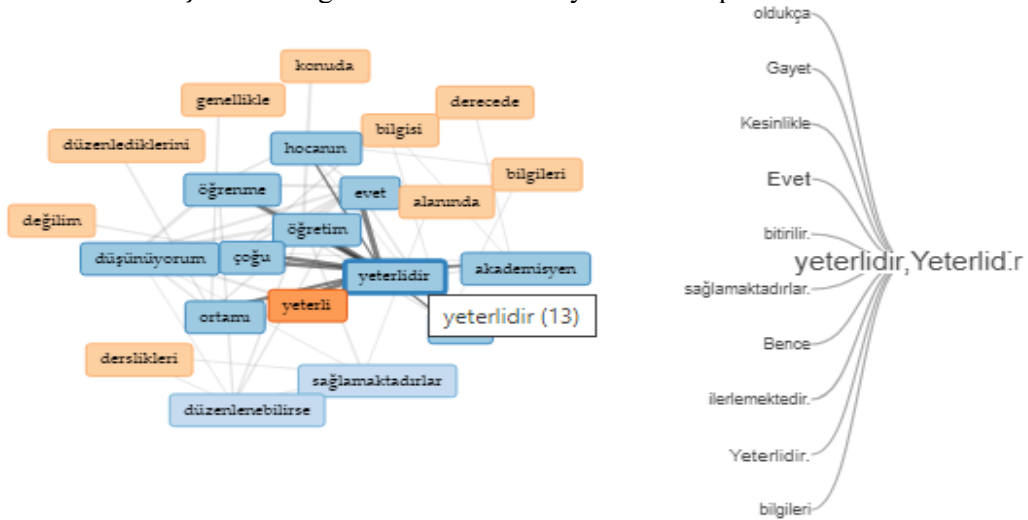 konuda
genellikle
derecede
bilgisi
düzenlediklerini
hocanın
bilgileri
öğrenme
evet
alanında
değilim
öğretim
düşünüyorum
çoğu
yeterlidir
akademisyen
yeterli
ortamı
yeterlidir (13)
derslikleri
sağlamaktadırlar
düzenlenebilirse
oldukça
Gayet
Kesinlikle
Evet
bitirilir.
yeterlidir,Yeterlidir
sağlamaktadırlar.
Bence
ilerlemektedir.
Yeterlidir.
bilgileri